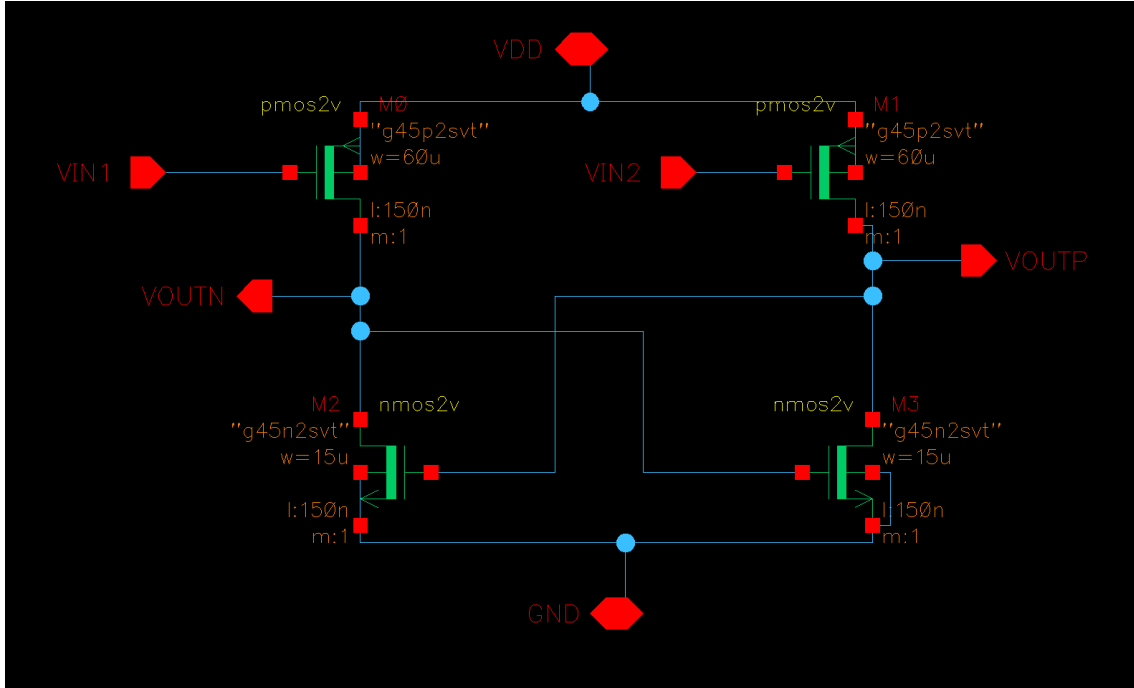 VDD
pmos2v M0
"g45p2svt"
w=60u
l:150n
m:1
VIN1
pmos2v M1
"g45p2svt"
w=60u
l:150n
m:1
VIN2
VOUTN
VOUTP
M2 nmos2v
"g45n2svt"
w=15u
l:150n
m:1
nmos2v M3
"g45n2svt"
w=15u
l:150n
m:1
GND